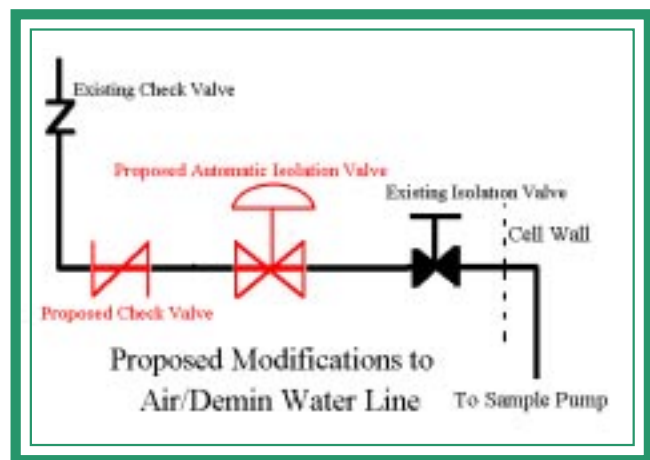 Existing Check Valve
Proposed Automatic Isolation Valve
Existing Isolation Valve
Cell Wall
Proposed Check Valve
Proposed Modifications to
Air/Demin Water Line
To Sample Pump